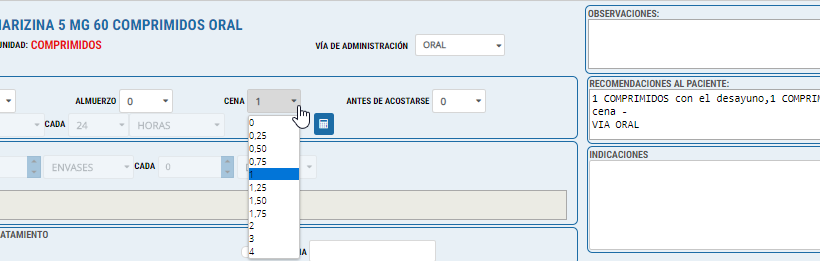 OBSERVACIONES:
ARIZINA 5 MG 60 COMPRIMIDOS ORAL
UNIDAD: COMPRIMIDOS
VÍA DE ADMINISTRACIÓN ORAL
RECOMENDACIONES AL PACIENTE:
1 COMPRIMIDOS con el desayuno,1 COMPRIM
cena -
VIA ORAL
ALMUERZO 0 CENA 1 ANTES DE ACOSTARSE 0
CADA 24 HORAS
INDICACIONES
ENVASES CADA 0
0
0,25
0,50
0,75
1
1,25
1,50
1.75
2
3
4
ATAMIENTO